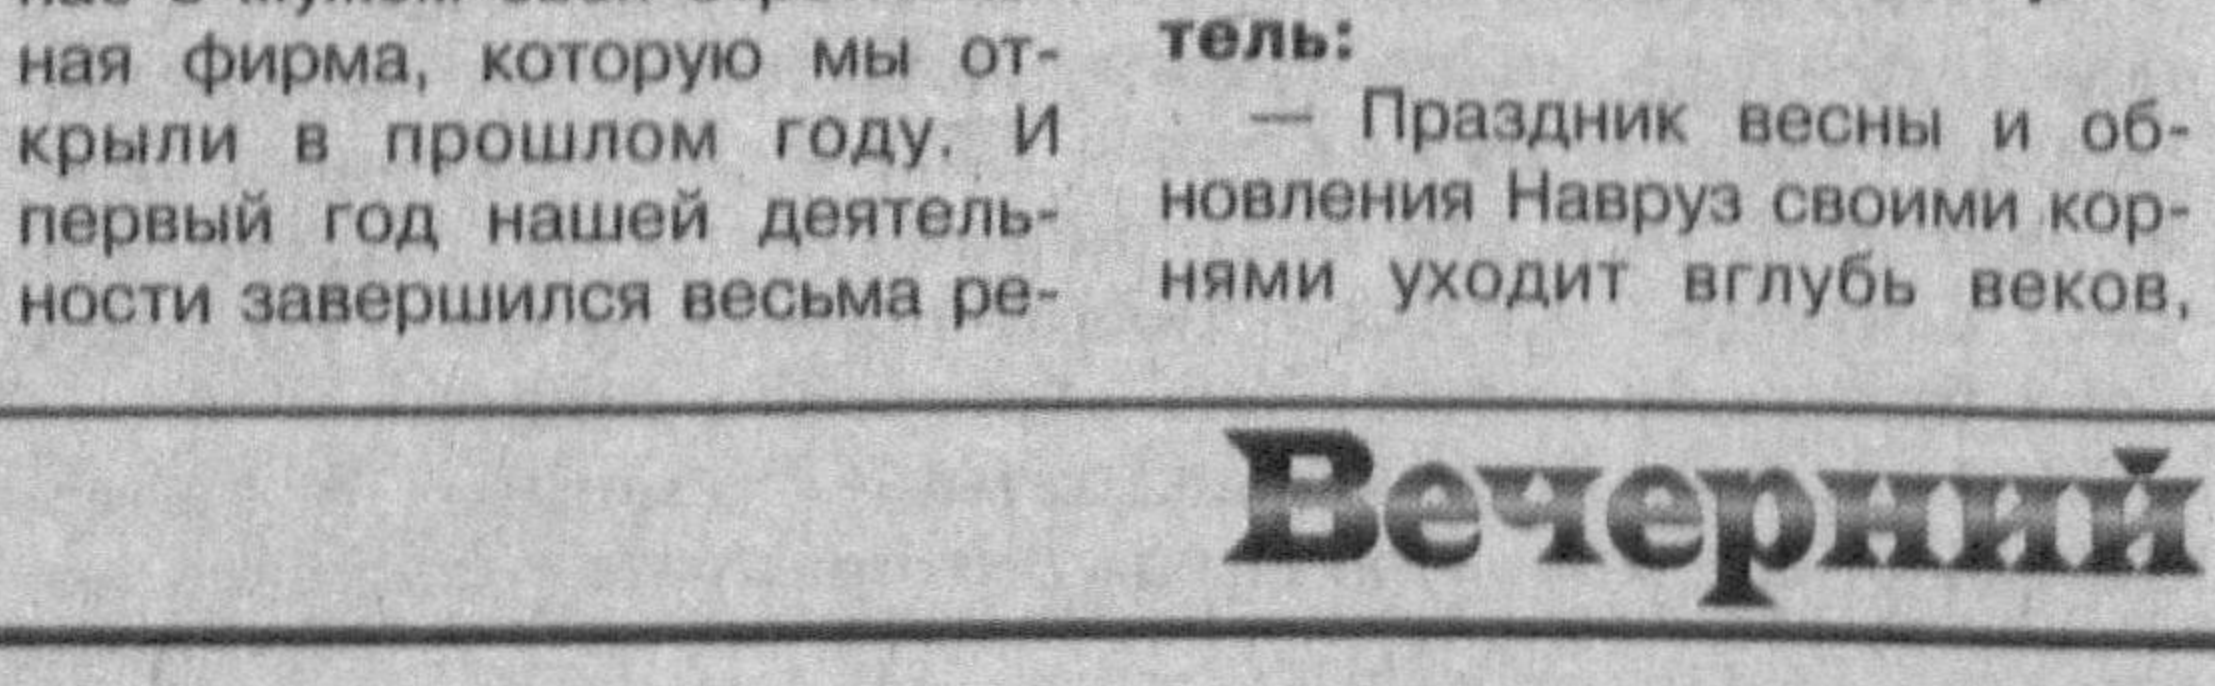 ная фирма, которую мы от-
крыли в прошлом году. И
первый год нашей деятель-
ности завершился весьма ре-
тель:
— Праздник весны и об-
новления Навруз своими кор-
нями уходит вглубь веков,
Вечерний